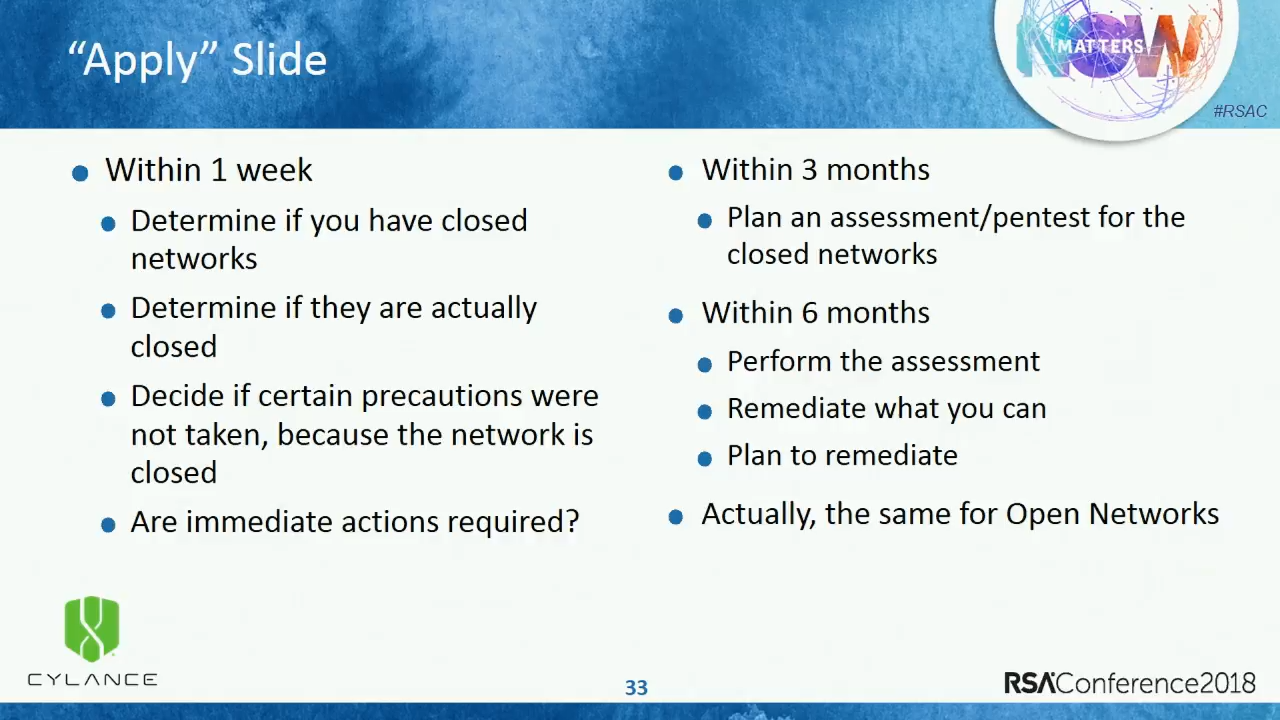 “Apply” Slide
NOW
MATTERS
#RSAC
Within 1 week
Determine if you have closed
networks
Determine if they are actually
closed
Decide if certain precautions were
not taken, because the network is
closed
Are immediate actions required?
Within 3 months
Plan an assessment/pentest for the
closed networks
Within 6 months
Perform the assessment
Remediate what you can
Plan to remediate
Actually, the same for Open Networks
CYLANCE
33
RSAConference2018